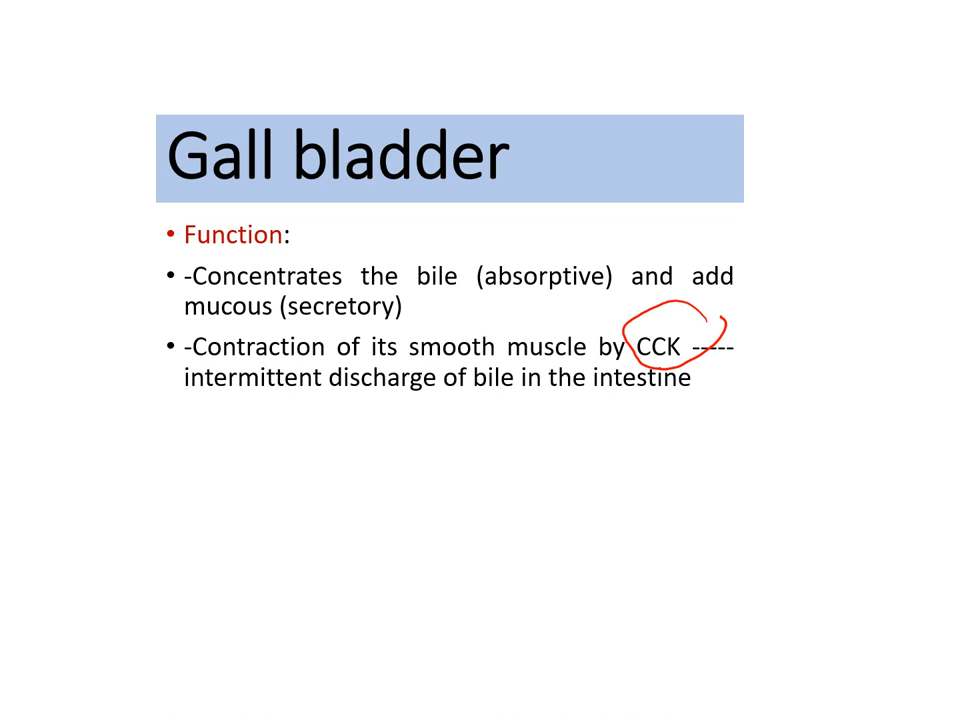 Gall bladder
• Function:
• -Concentrates the bile (absorptive) and add
mucous (secretory)
• -Contraction of its smooth muscle by CCK -----
intermittent discharge of bile in the intestine